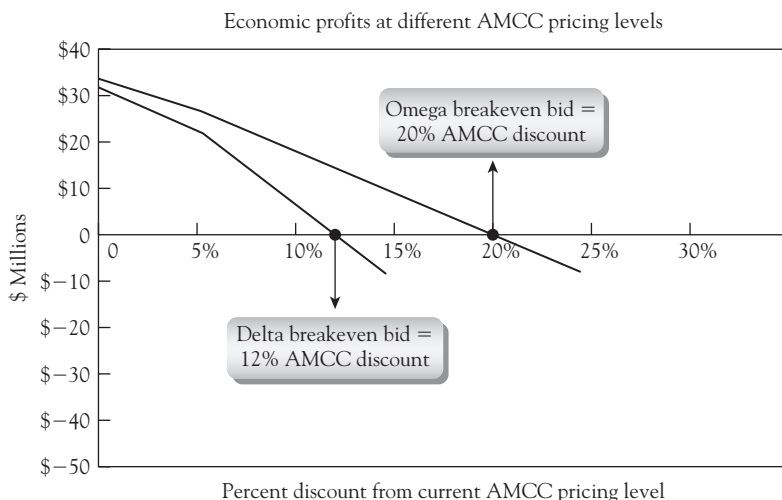 Economic profits at different AMCC pricing levels
$40
$30
$20
$10
0
$−10
$−20
$−30
$−40
$−50
$ Millions
0 5% 10% 15% 20% 25% 30%
Omega breakeven bid =
20% AMCC discount
Delta breakeven bid =
12% AMCC discount
Percent discount from current AMCC pricing level